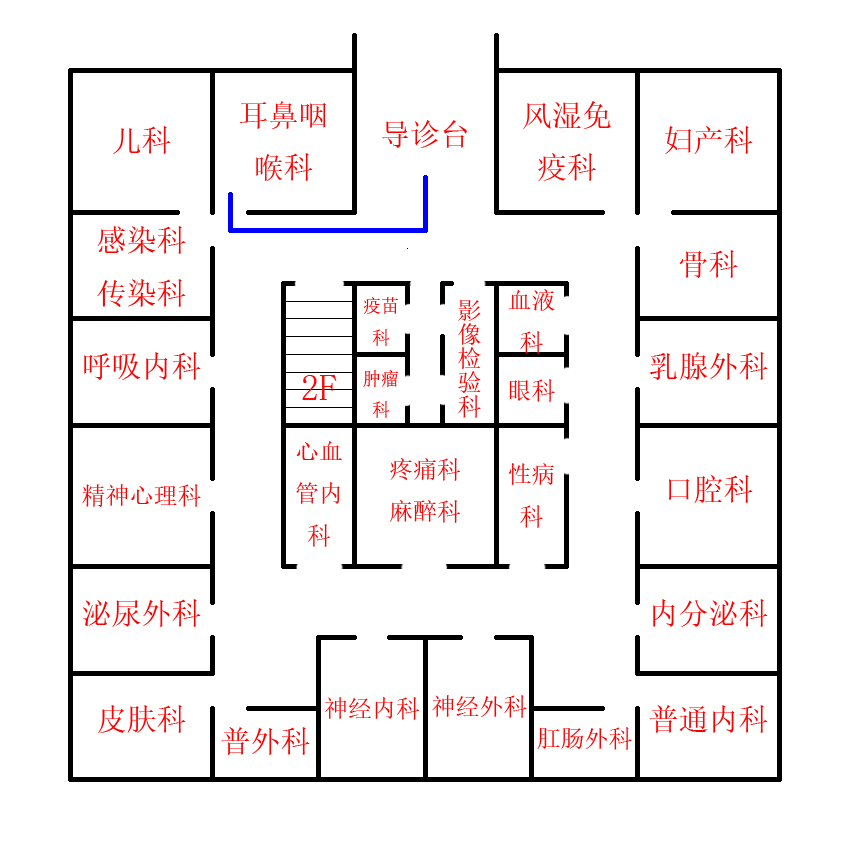 儿科
耳鼻咽
喉科
导诊台
风湿免
疫科
妇产科
感染科
传染科
骨科
疫苗
科
影像检验科
血液
科
呼吸内科
2F
肿瘤
科
眼科
乳腺外科
精神心理科
心血
管内
科
疼痛科
麻醉科
性病
科
口腔科
泌尿外科
内分泌科
皮肤科
普外科
神经内科
神经外科
肛肠外科
普通内科